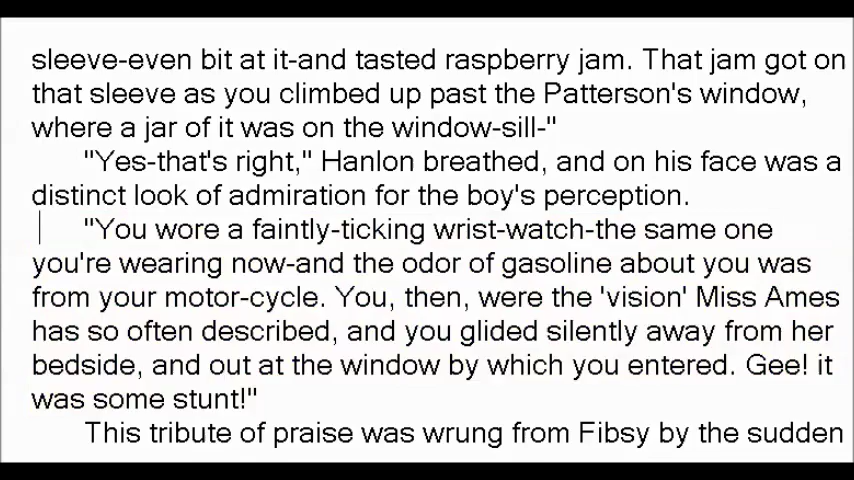 sleeve-even bit at it-and tasted raspberry jam. That jam got on
that sleeve as you climbed up past the Patterson's window,
where a jar of it was on the window-sill-"
"Yes-that's right," Hanlon breathed, and on his face was a
distinct look of admiration for the boy's perception.
"You wore a faintly-ticking wrist-watch-the same one
you're wearing now-and the odor of gasoline about you was
from your motor-cycle. You, then, were the 'vision' Miss Ames
has so often described, and you glided silently away from her
bedside, and out at the window by which you entered. Gee! it
was some stunt!"
This tribute of praise was wrung from Fibsy by the sudden